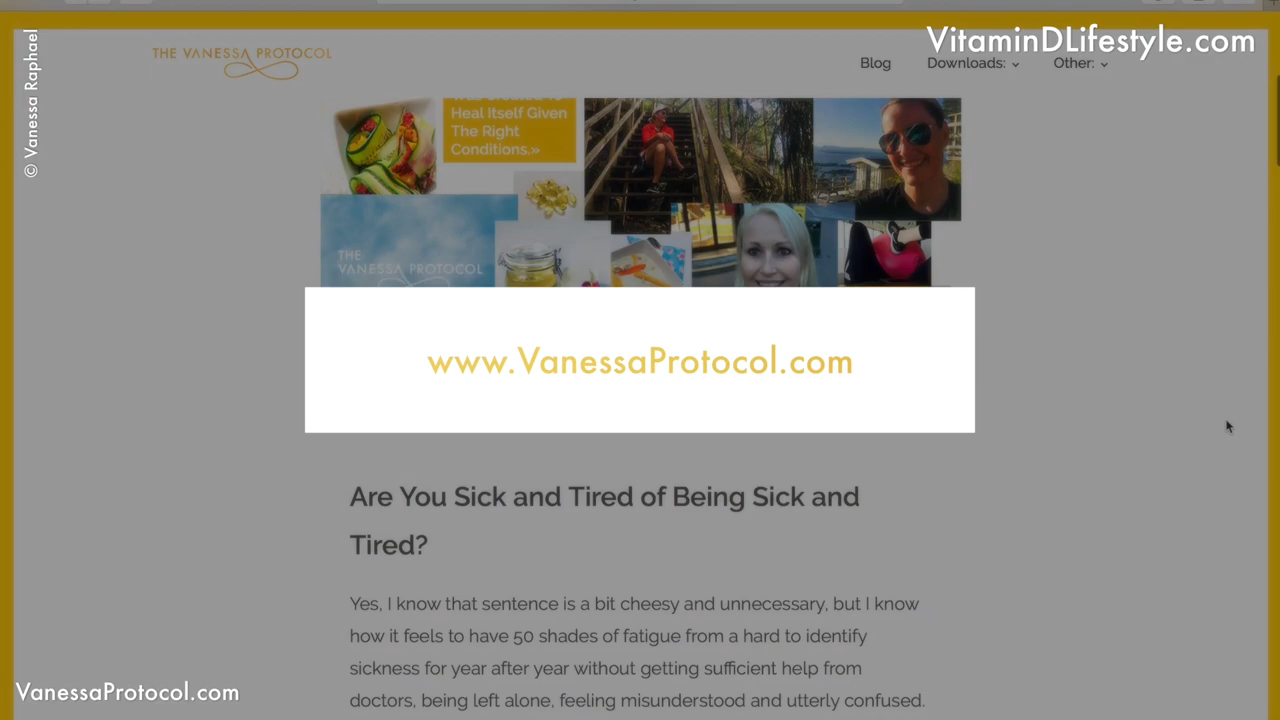 © Vanessa Raphael
VitaminDLifestyle.com
THE VANESSA PROTOCOL
Blog
Downloads:
Other:
Heal Itself Given
The Right
Conditions.»
THE
VANESSA PROTOCOL
www.VanessaProtocol.com
Are You Sick and Tired of Being Sick and
Tired?
Yes, I know that sentence is a bit cheesy and unnecessary, but I know
how it feels to have 50 shades of fatigue from a hard to identify
sickness for year after year without getting sufficient help from
doctors, being left alone, feeling misunderstood and utterly confused.
VanessaProtocol.com